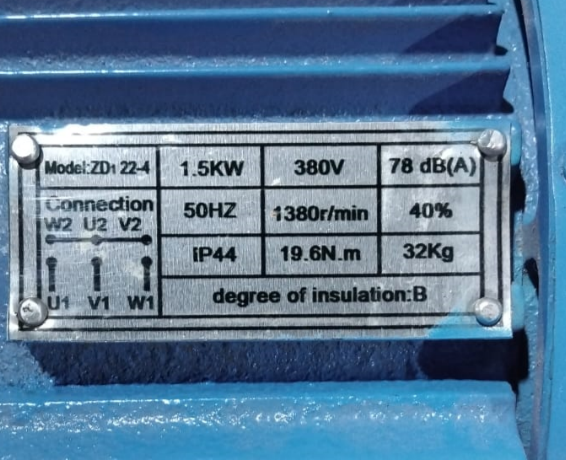 Model:ZD1 22-4 1.5KW 380V 78 dB(A)
Connection 50HZ 1380r/min 40%
W2 U2 V2
iP44 19.6N.m 32Kg
U1 V1 W1 degree of insulation:B